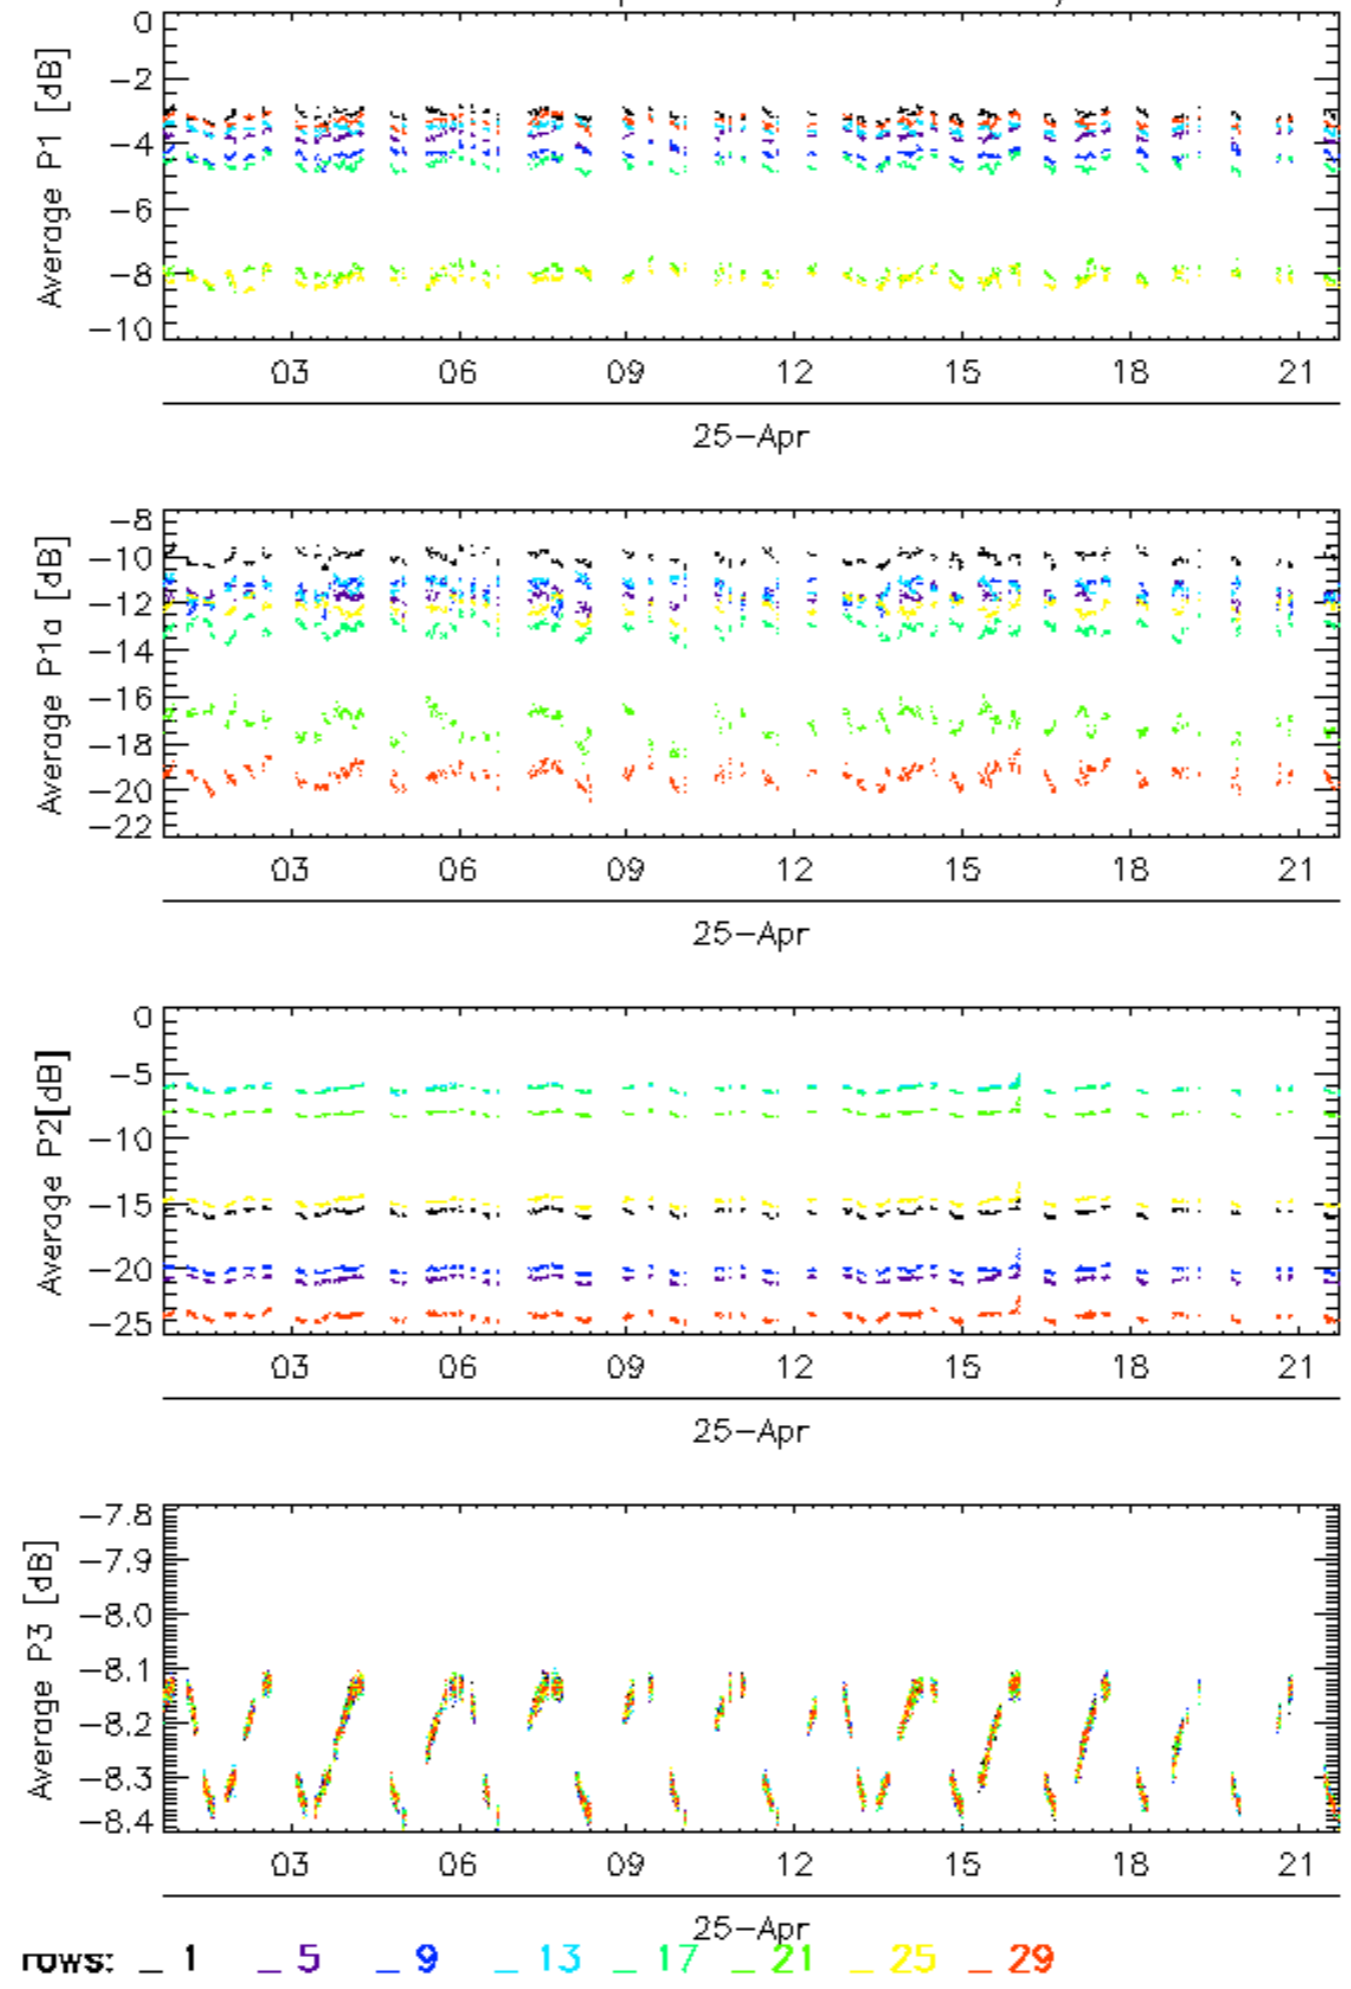 0
−2
−4
−6
−8
−10
Average P1 [dB]
03 06 09 12 15 18 21
25−Apr
−8
−10
−12
−14
−16
−18
−20
−22
Average P1a [dB]
03 06 09 12 15 18 21
25−Apr
0
−5
−10
−15
−20
−25
Average P2[dB]
03 06 09 12 15 18 21
25−Apr
−7.8
−7.9
−8.0
−8.1
−8.2
−8.3
−8.4
Average P3 [dB]
03 06 09 12 15 18 21
25−Apr
rows: _ 1 _ 5 _ 9 _ 13 _ 17 _ 21 _ 25 _ 29